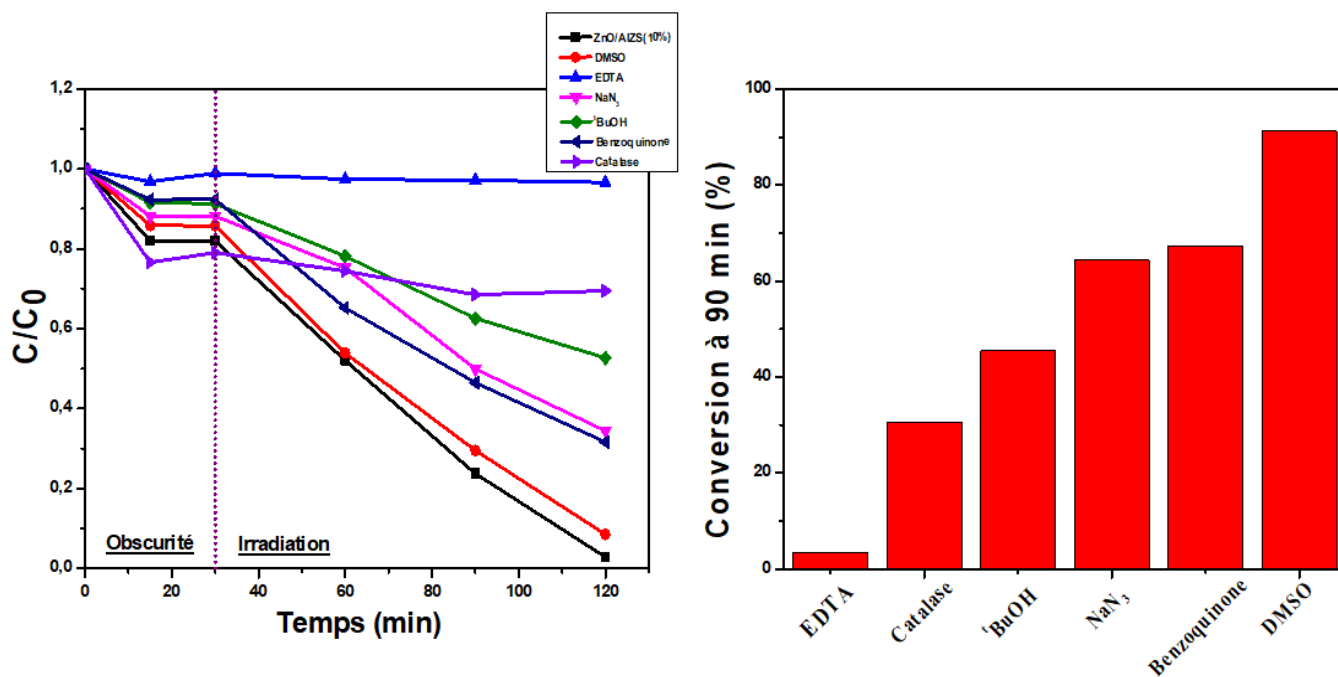 ZnO/AIZS(10%)
DMSO
EDTA
NaN₃
ᵗBuOH
Benzoquinone
Catalase
1,2
1,0
0,8
0,6
0,4
0,2
0,0
C/C₀
Obscurité
Irradiation
0 20 40 60 80 100 120
Temps (min)
100
80
60
40
20
0
Conversion à 90 min (%)
EDTA
Catalase
ᵗBuOH
NaN₃
Benzoquinone
DMSO